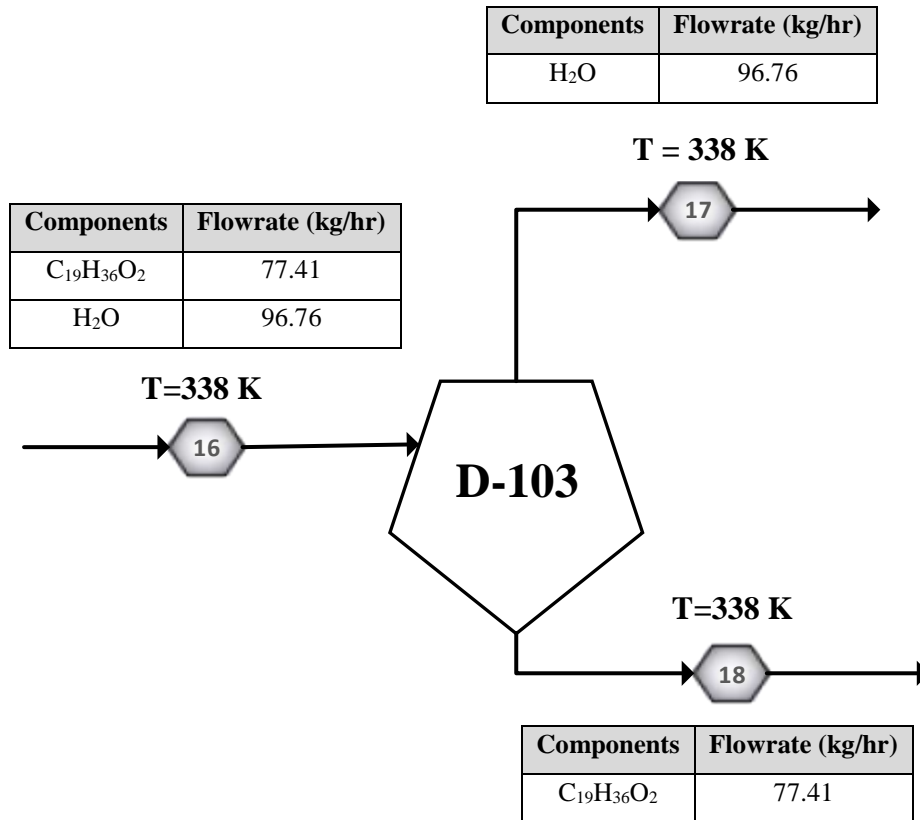 Components Flowrate (kg/hr)
H₂O 96.76
T = 338 K
17
Components Flowrate (kg/hr)
C₁₉H₃₆O₂ 77.41
H₂O 96.76
T=338 K
16
D-103
T=338 K
18
Components Flowrate (kg/hr)
C₁₉H₃₆O₂ 77.41